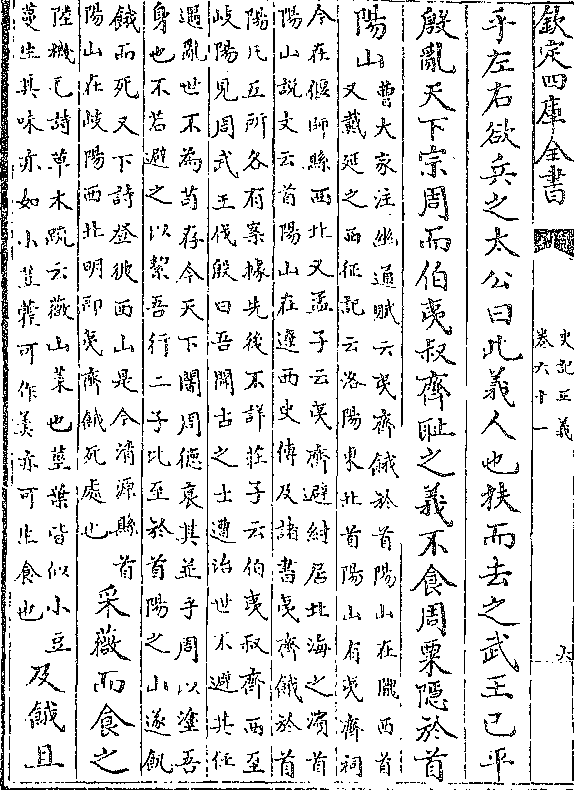 欽定四庫全書
史記正義
卷六十一
乎左右欲兵之太公曰此義人也扶而去之武王已平
殷亂天下宗周而伯夷叔齊恥之義不食周粟隱於首
陽山
曹大家注幽通賦云夷齊餓於首陽山在隴西首
又戴延之西征記云洛陽東北首陽山有夷齊祠
今在偃師縣西北又孟子云夷齊避紂居北海之濱首
陽山説文云首陽山在遼西史傳及諸書夷齊餓於首
陽凡五所各有案據先後不詳莊子云伯夷叔齊西至
岐陽見周武王伐殷曰吾聞古之士遭治世不避其任
遇亂世不為苟存今天下闇周德衰其並乎周以塗吾
身也不若避之以絜吾行二子北至於首陽之山遂飢
餓而死又下詩登彼西山是今清源縣首
陽山在岐陽西北明即夷齊餓死處也
采薇而食之
陸機毛詩草木疏云薇山菜也莖葉皆似小豆
蔓生其味亦如小豆藿可作羹亦可生食也
及餓且